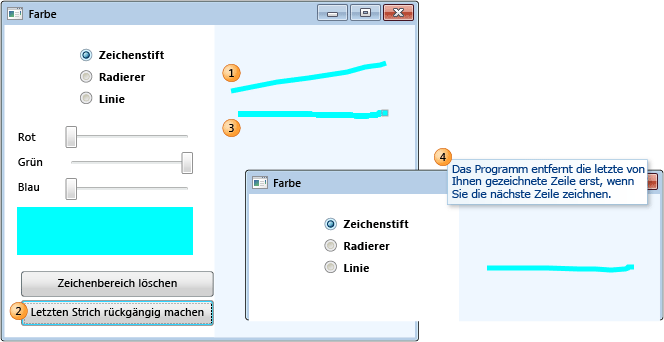 Farbe
Zeichenstift
Radierer
Linie
Rot
Grün
Blau
Zeichenbereich löschen
2
Letzten Strich rückgängig machen
1
3
Farbe
Zeichenstift
Radierer
Linie
4
Das Programm entfernt die letzte von
Ihnen gezeichnete Zeile erst, wenn
Sie die nächste Zeile zeichnen.